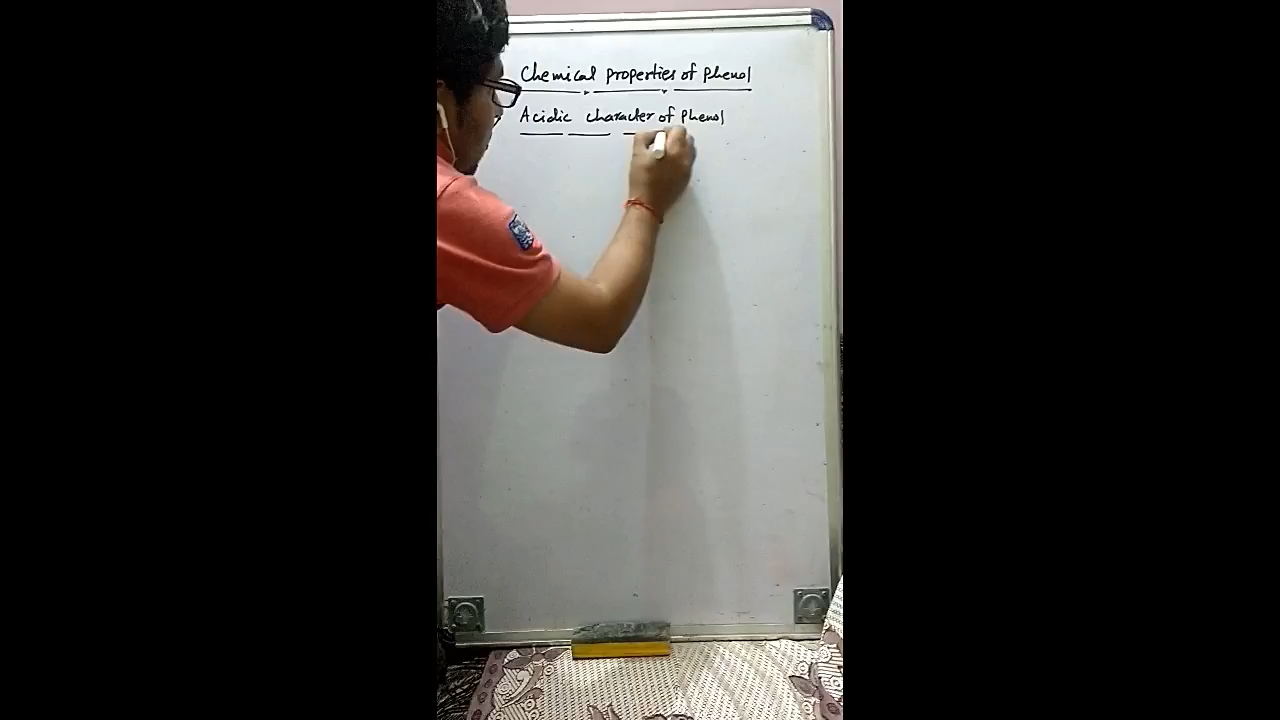 Chemical properties of phenol
Acidic character of phenol